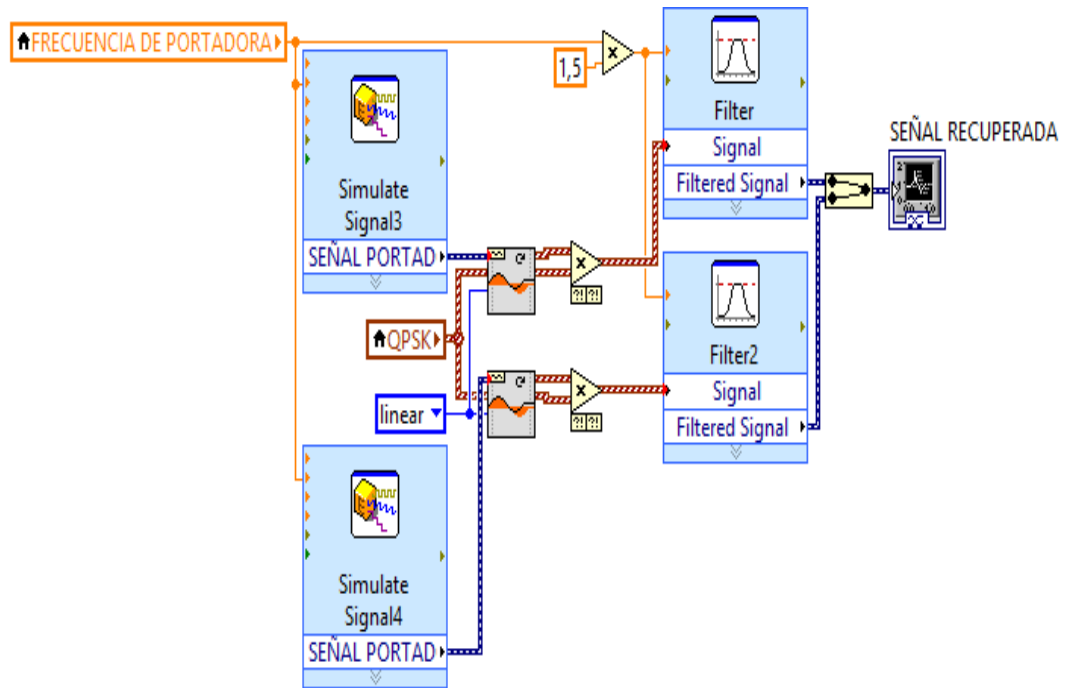 FRECUENCIA DE PORTADORA
1,5
x
Filter
Signal
Filtered Signal
SEÑAL RECUPERADA
Simulate
Signal3
SEÑAL PORTAD
x
?! ?!
QPSK
linear
x
?! ?!
Filter2
Signal
Filtered Signal
Simulate
Signal4
SEÑAL PORTAD